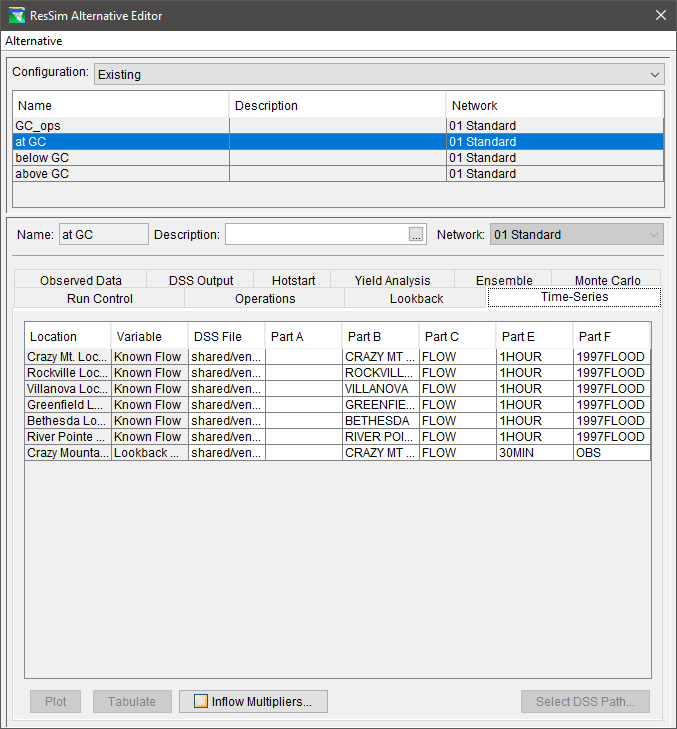 ResSim Alternative Editor
Alternative
Configuration: Existing
Name Description Network
GC_ops 01 Standard
at GC 01 Standard
below GC 01 Standard
above GC 01 Standard
Name: at GC Description: ... Network: 01 Standard
Observed Data DSS Output Hotstart Yield Analysis Ensemble Monte Carlo
Run Control Operations Lookback Time-Series
Location Variable DSS File Part A Part B Part C Part E Part F
Crazy Mt. Loc... Known Flow shared/ven... CRAZY MT ... FLOW 1HOUR 1997FLOOD
Rockville Loc... Known Flow shared/ven... ROCKVILL... FLOW 1HOUR 1997FLOOD
Villanova Loc... Known Flow shared/ven... VILLANOVA FLOW 1HOUR 1997FLOOD
Greenfield L... Known Flow shared/ven... GREENFIE... FLOW 1HOUR 1997FLOOD
Bethesda Lo... Known Flow shared/ven... BETHESDA FLOW 1HOUR 1997FLOOD
River Pointe ... Known Flow shared/ven... RIVER POI... FLOW 1HOUR 1997FLOOD
Crazy Mounta... Lookback ... shared/ven... CRAZY MT ... FLOW 30MIN OBS
Plot Tabulate Inflow Multipliers... Select DSS Path...